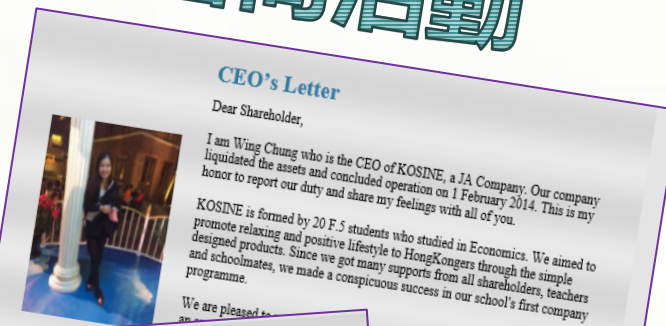 活動
CEO's Letter
Dear Shareholder,
I am Wing Chung who is the CEO of KOSINE, a JA Company. Our company
liquidated the assets and concluded operation on 1 February 2014. This is my
honor to report our duty and share my feelings with all of you.
KOSINE is formed by 20 F.5 students who studied in Economics. We aimed to
promote relaxing and positive lifestyle to HongKongers through the simple
designed products. Since we got many supports from all shareholders, teachers
and schoolmates, we made a conspicuous success in our school's first company
programme.
We are pleased to